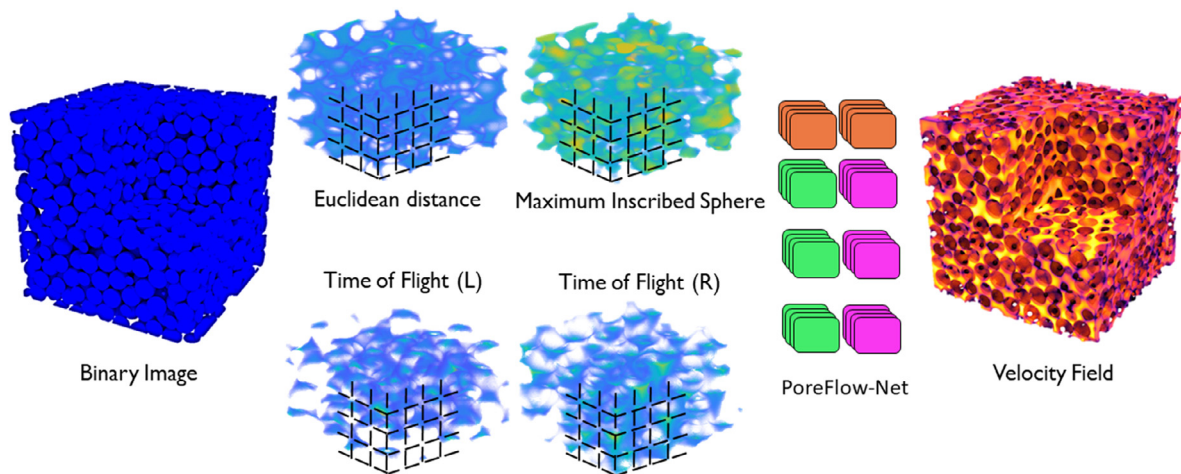 Euclidean distance
Maximum Inscribed Sphere
Time of Flight (L)
Time of Flight (R)
Binary Image
PoreFlow-Net
Velocity Field